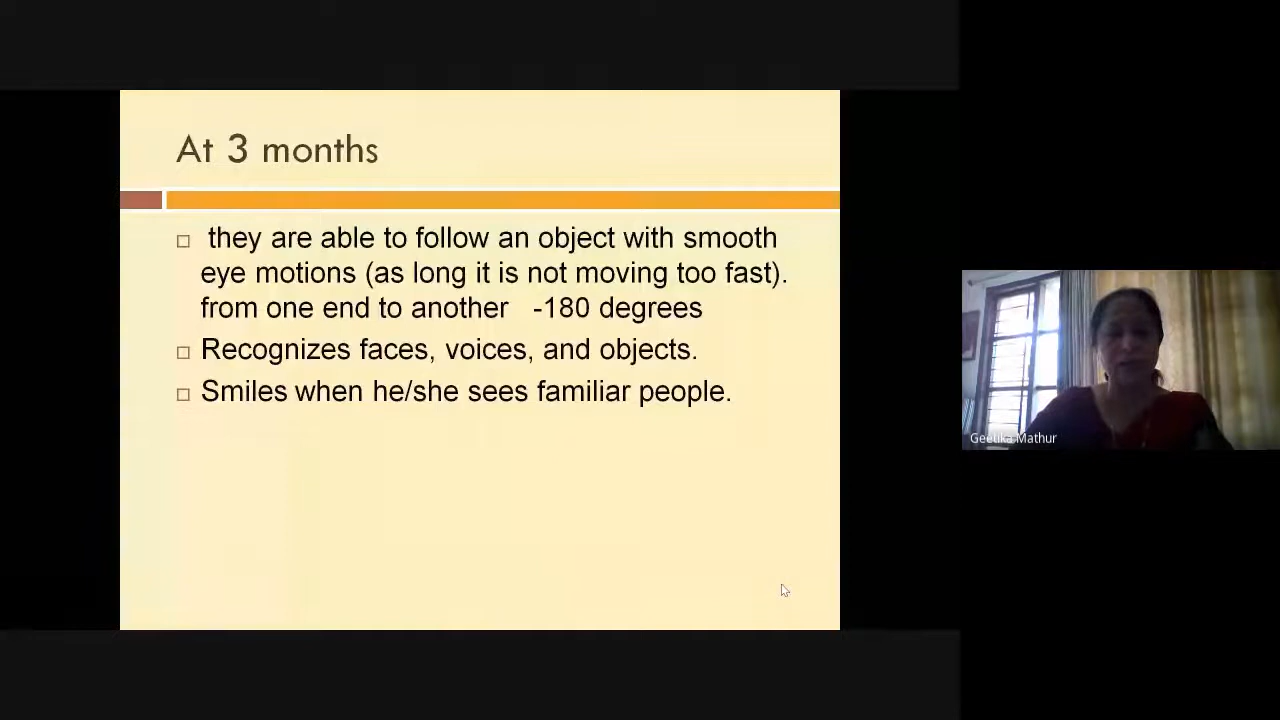 At 3 months
they are able to follow an object with smooth
eye motions (as long it is not moving too fast).
from one end to another -180 degrees
Recognizes faces, voices, and objects.
Smiles when he/she sees familiar people.
Geetika Mathur